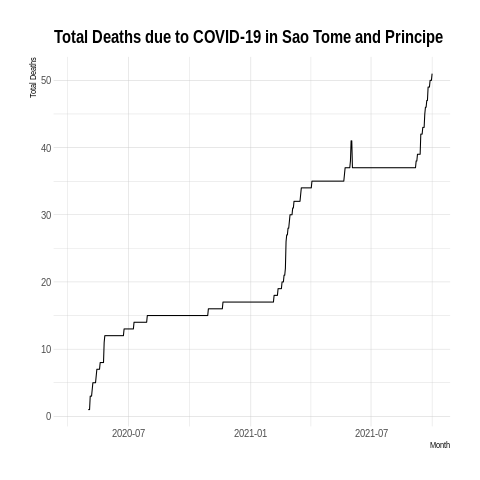 Total Deaths due to COVID-19 in Sao Tome and Principe
Total Deaths
50
40
30
20
10
0
2020-07 2021-01 2021-07
Month